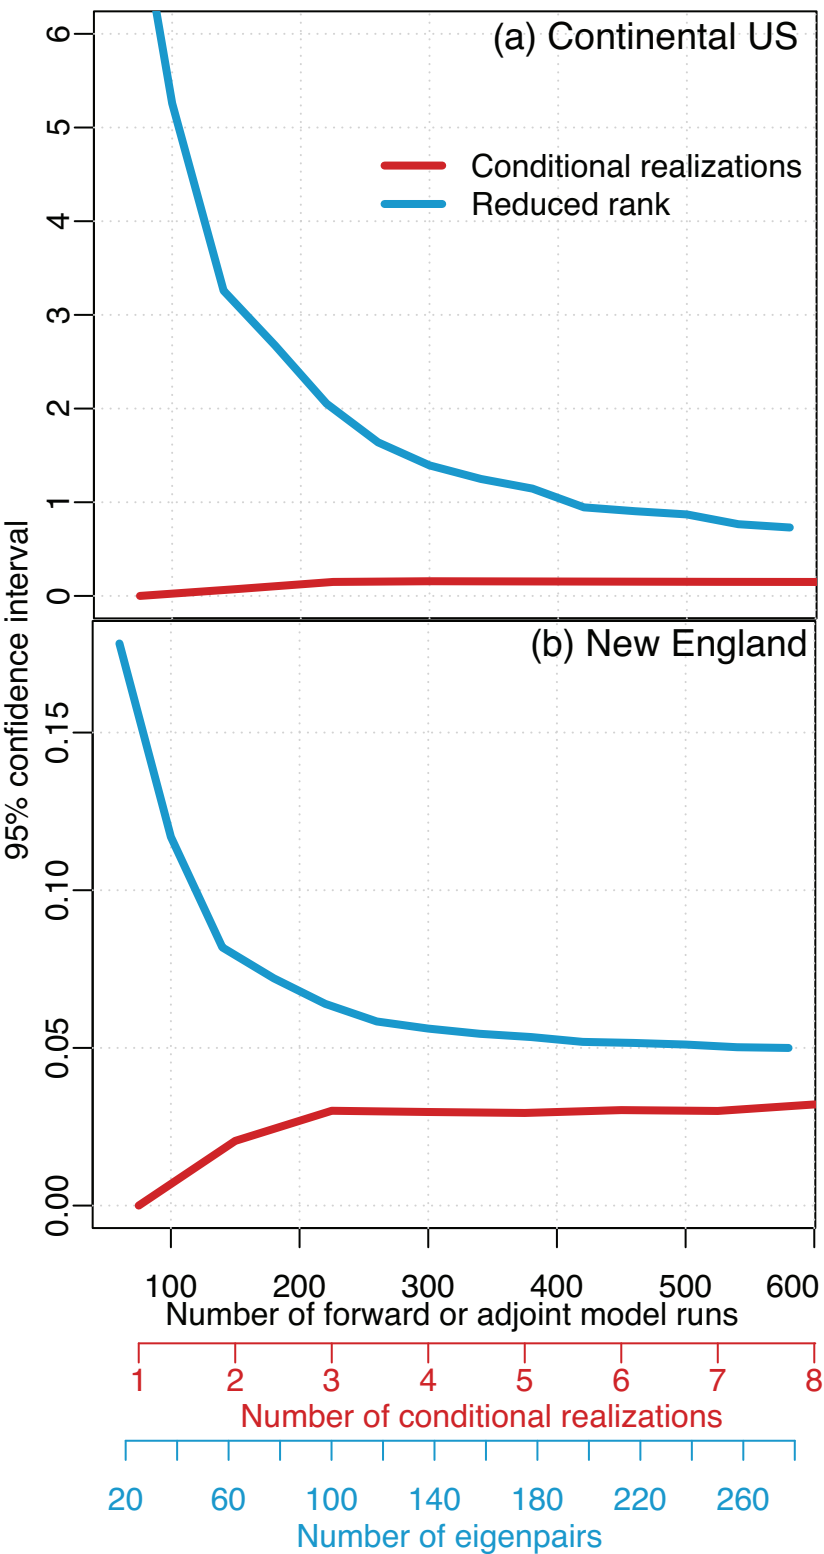 (a) Continental US
6
5
4
3
2
1
0
Conditional realizations
Reduced rank
95% confidence interval
(b) New England
0.15
0.10
0.05
0.00
100 200 300 400 500 600
Number of forward or adjoint model runs
1 2 3 4 5 6 7 8
Number of conditional realizations
20 60 100 140 180 220 260
Number of eigenpairs